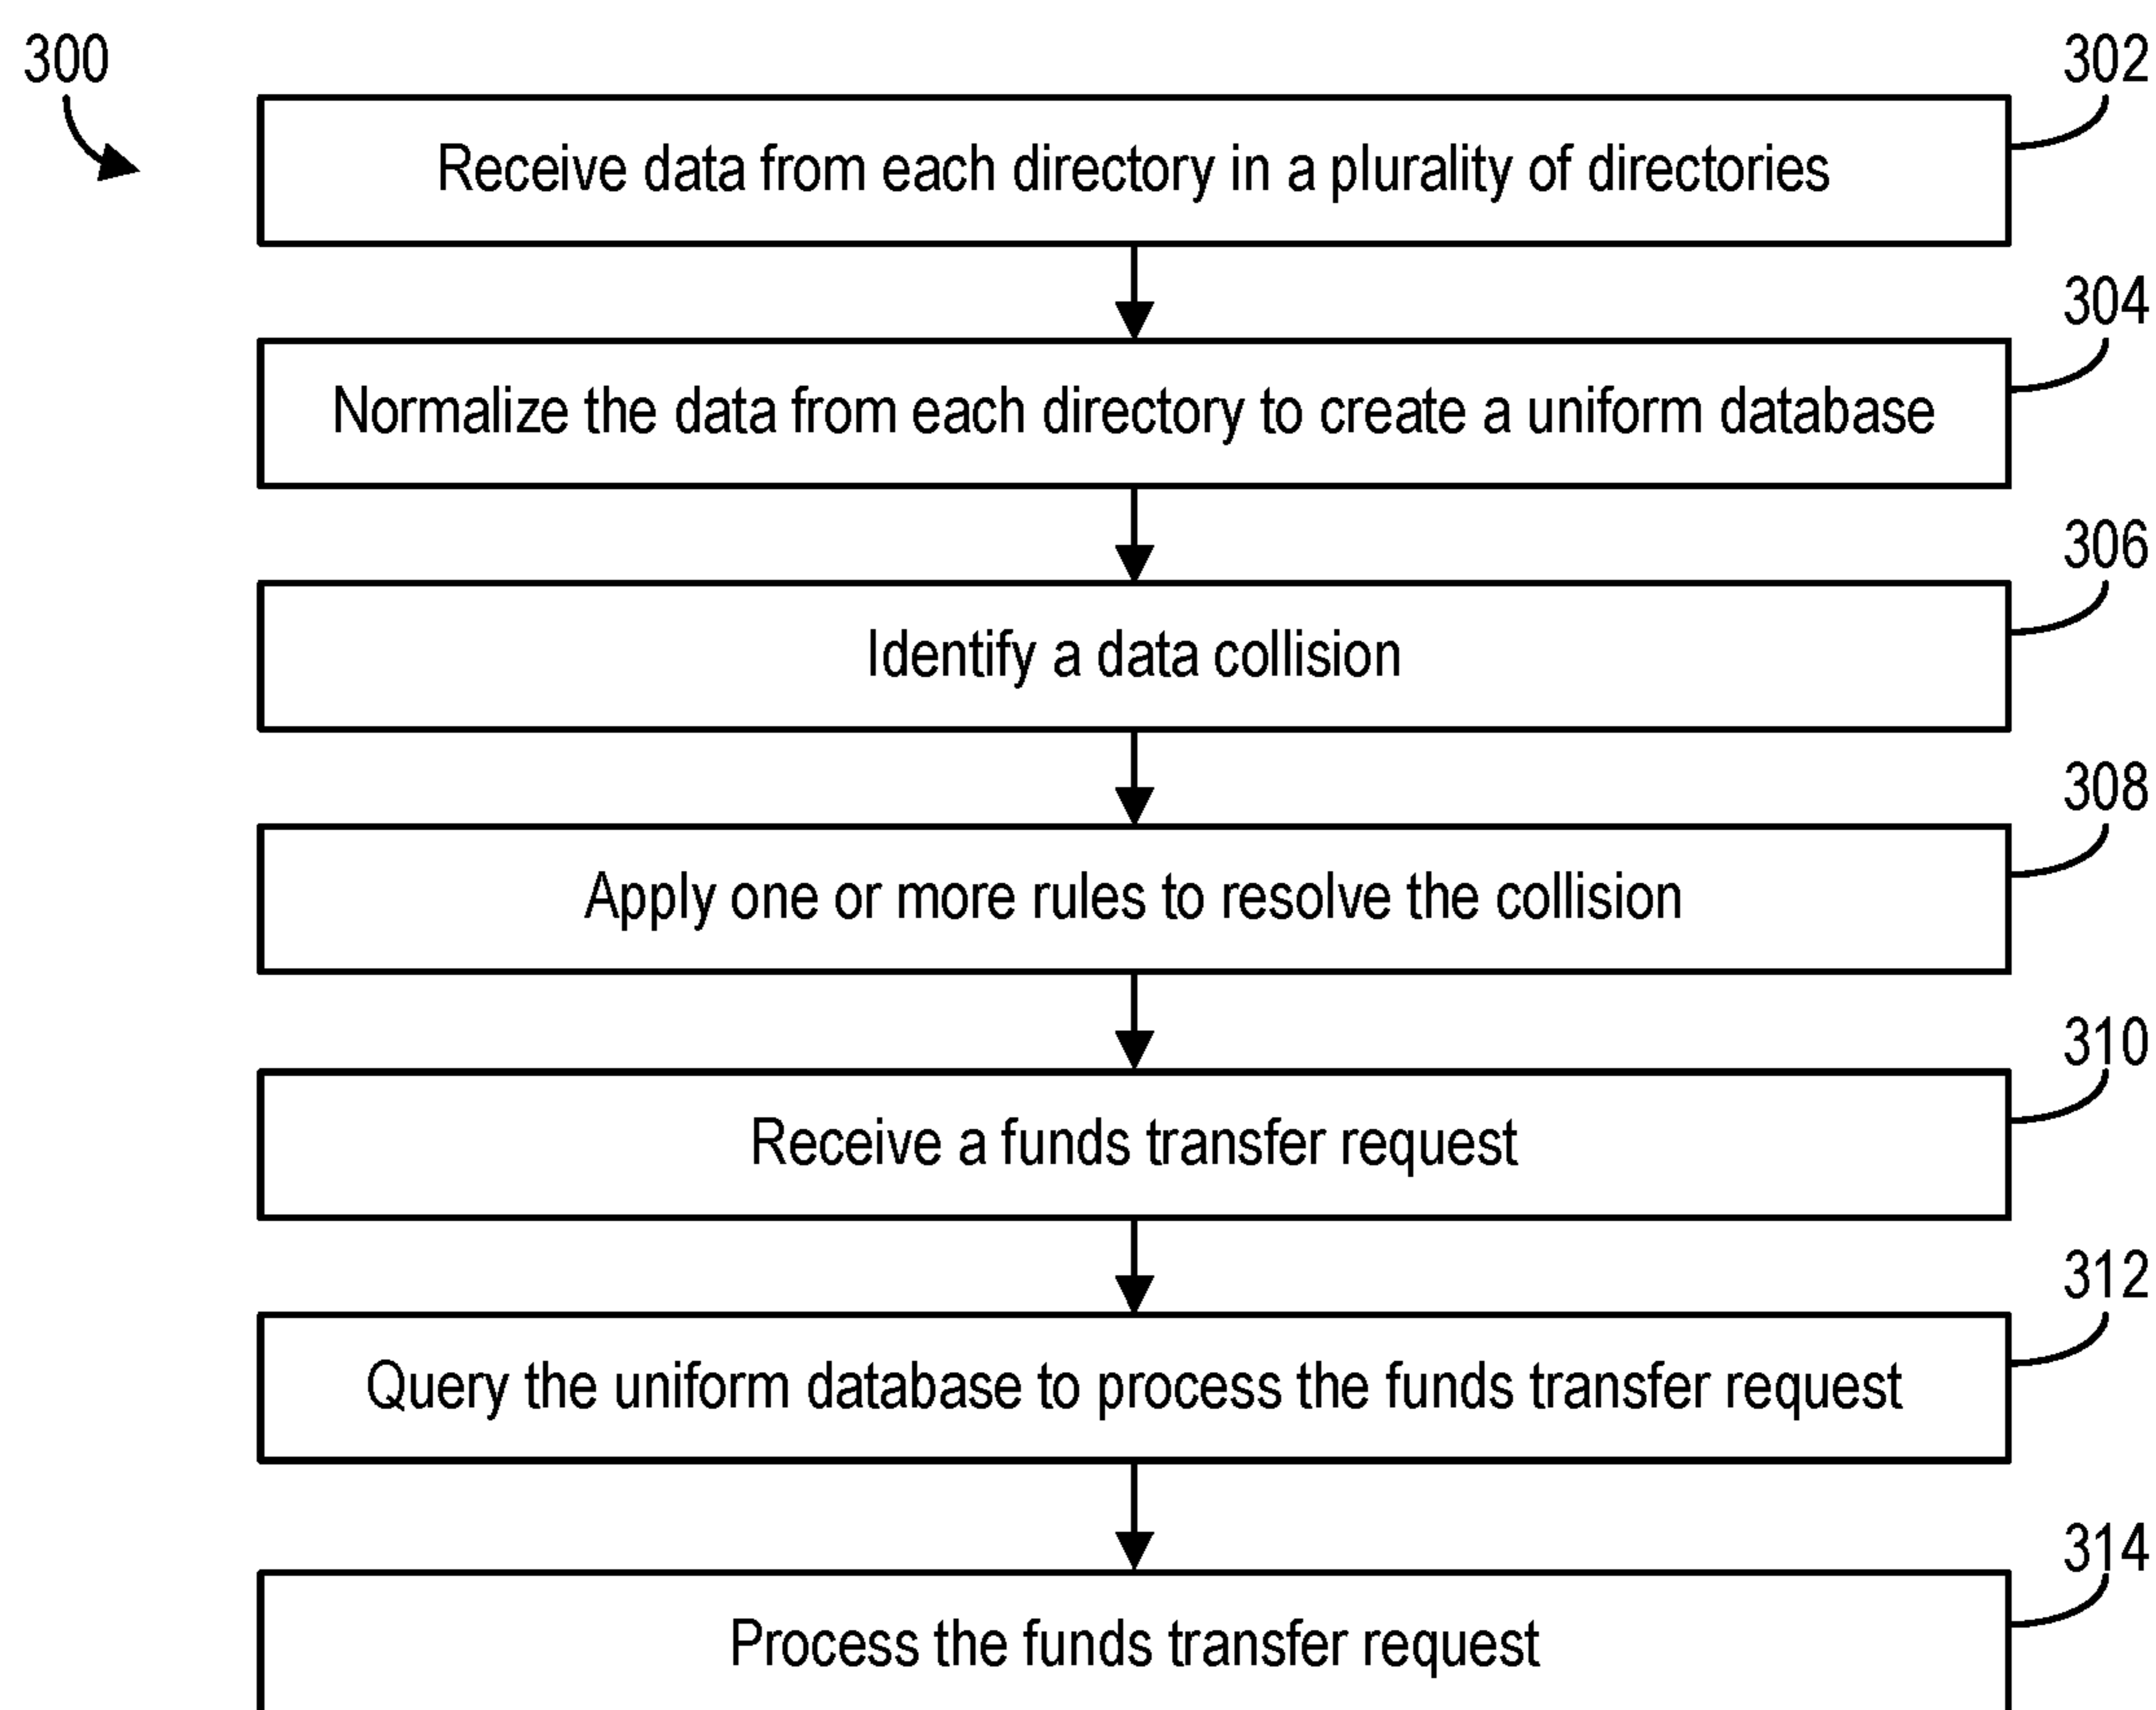 300
302
Receive data from each directory in a plurality of directories
304
Normalize the data from each directory to create a uniform database
306
Identify a data collision
308
Apply one or more rules to resolve the collision
310
Receive a funds transfer request
312
Query the uniform database to process the funds transfer request
314
Process the funds transfer request